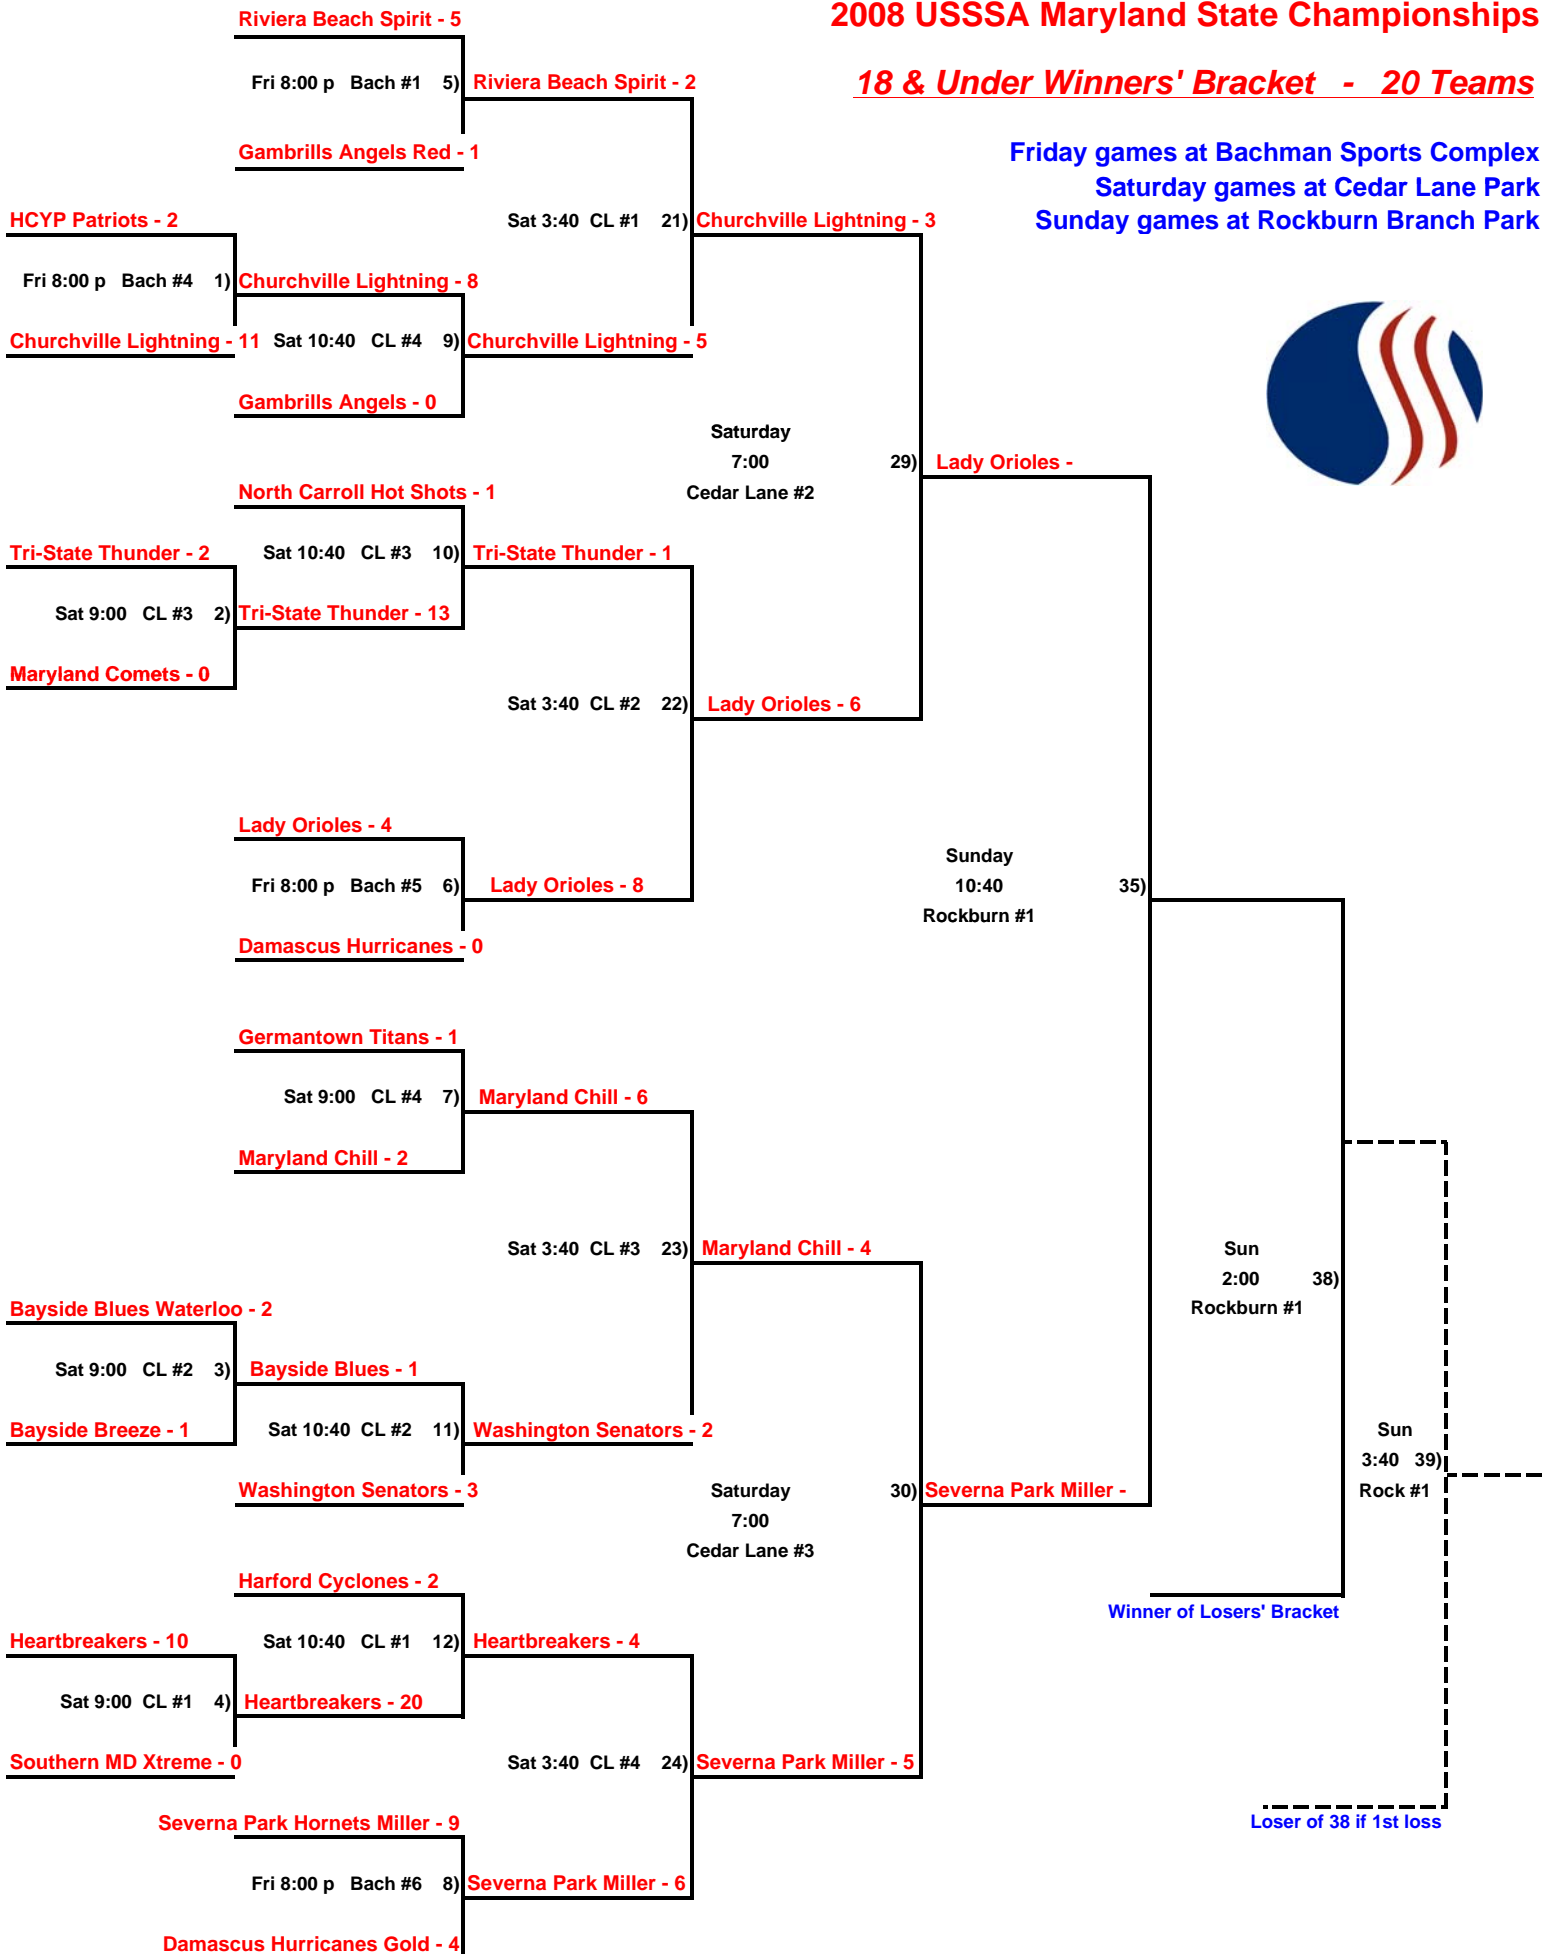 Riviera Beach Spirit - 5
2008 USSSA Maryland State Championships
Fri 8:00 p Bach #1 5) Riviera Beach Spirit - 2
18 & Under Winners' Bracket - 20 Teams
Gambrills Angels Red - 1
Friday games at Bachman Sports Complex
Saturday games at Cedar Lane Park
HCYP Patriots - 2
Sat 3:40 CL #1 21) Churchville Lightning - 3
Sunday games at Rockburn Branch Park
Fri 8:00 p Bach #4 1) Churchville Lightning - 8
Churchville Lightning - 11 Sat 10:40 CL #4 9) Churchville Lightning - 5
Gambrills Angels - 0
Saturday
7:00 29) Lady Orioles -
Cedar Lane #2
North Carroll Hot Shots - 1
Tri-State Thunder - 2 Sat 10:40 CL #3 10) Tri-State Thunder - 1
Sat 9:00 CL #3 2) Tri-State Thunder - 13
Maryland Comets - 0
Sat 3:40 CL #2 22) Lady Orioles - 6
Lady Orioles - 4
Sunday
Fri 8:00 p Bach #5 6) Lady Orioles - 8
10:40 35)
Rockburn #1
Damascus Hurricanes - 0
Germantown Titans - 1
Sat 9:00 CL #4 7) Maryland Chill - 6
Maryland Chill - 2
Sat 3:40 CL #3 23) Maryland Chill - 4
Sun
2:00 38)
Rockburn #1
Bayside Blues Waterloo - 2
Sat 9:00 CL #2 3) Bayside Blues - 1
Bayside Breeze - 1 Sat 10:40 CL #2 11) Washington Senators - 2
Sun
3:40 39)
Rock #1
Washington Senators - 3
Saturday 30) Severna Park Miller -
7:00
Cedar Lane #3
Harford Cyclones - 2
Winner of Losers' Bracket
Heartbreakers - 10 Sat 10:40 CL #1 12) Heartbreakers - 4
Sat 9:00 CL #1 4) Heartbreakers - 20
Southern MD Xtreme - 0
Sat 3:40 CL #4 24) Severna Park Miller - 5
Severna Park Hornets Miller - 9
Loser of 38 if 1st loss
Fri 8:00 p Bach #6 8) Severna Park Miller - 6
Damascus Hurricanes Gold - 4